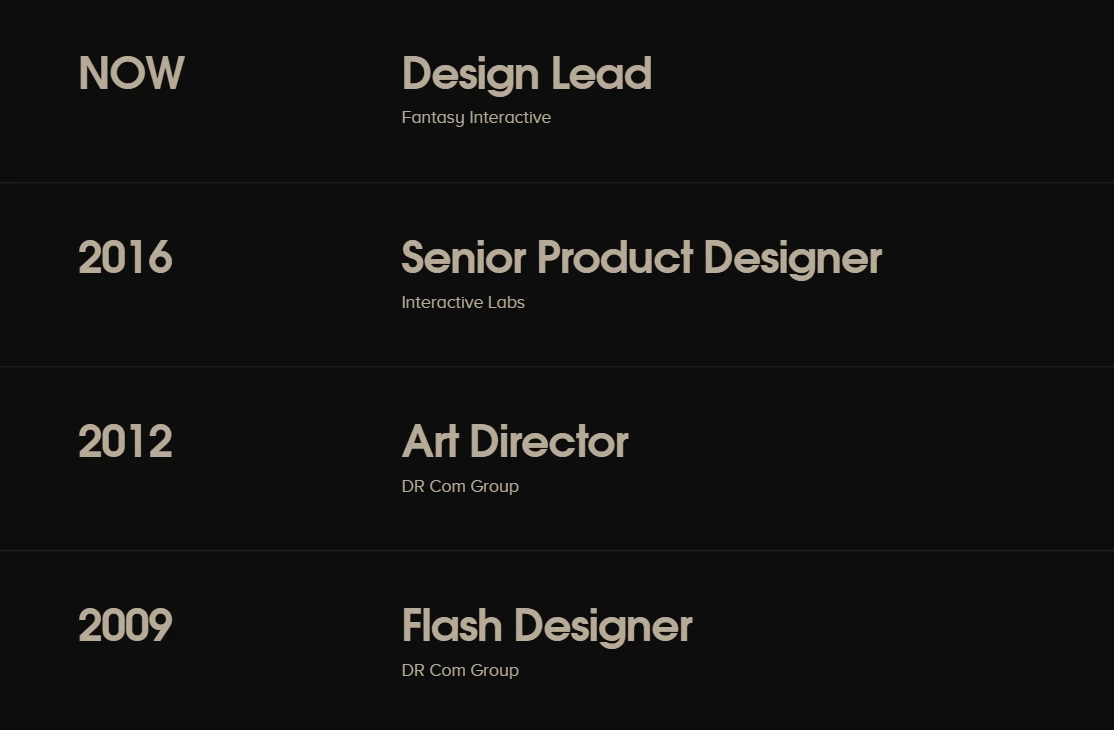 NOW
Design Lead
Fantasy Interactive
2016
Senior Product Designer
Interactive Labs
2012
Art Director
DR Com Group
2009
Flash Designer
DR Com Group